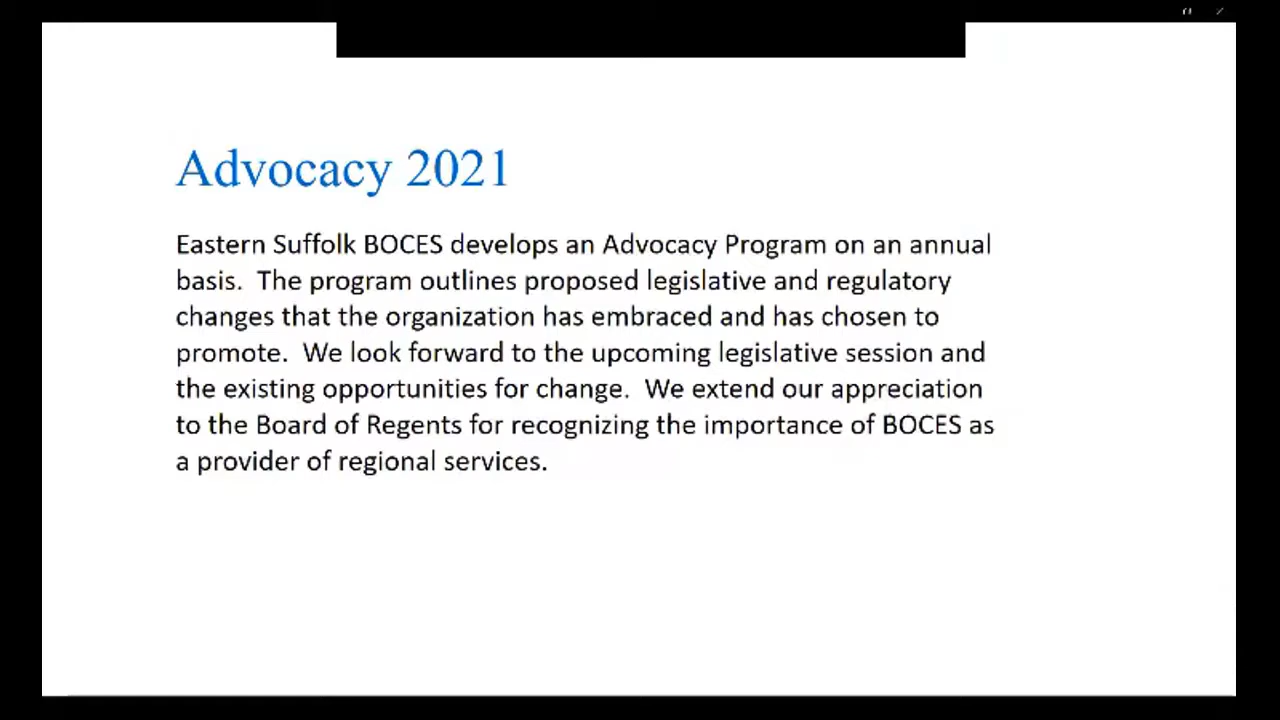 Advocacy 2021
Eastern Suffolk BOCES develops an Advocacy Program on an annual
basis.  The program outlines proposed legislative and regulatory
changes that the organization has embraced and has chosen to
promote.  We look forward to the upcoming legislative session and
the existing opportunities for change.  We extend our appreciation
to the Board of Regents for recognizing the importance of BOCES as
a provider of regional services.